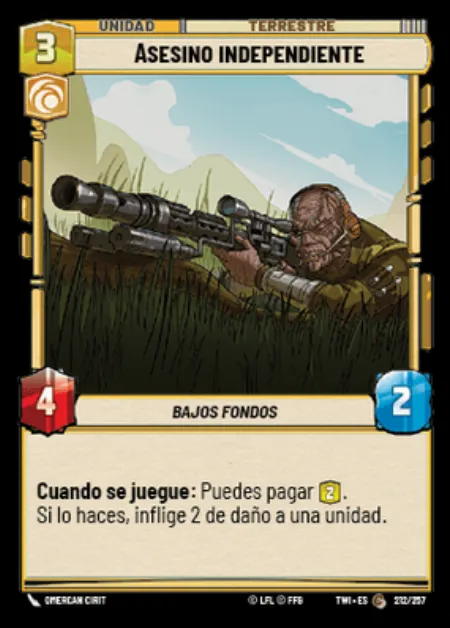 UNIDAD
TERRESTRE
3
ASESINO INDEPENDIENTE
4
BAJOS FONDOS
2
Cuando se juegue: Puedes pagar 2.
Si lo haces, inflige 2 de daño a una unidad.
OMERCAN CIRIT
© LFL © FFG
TWI • ES
212/257